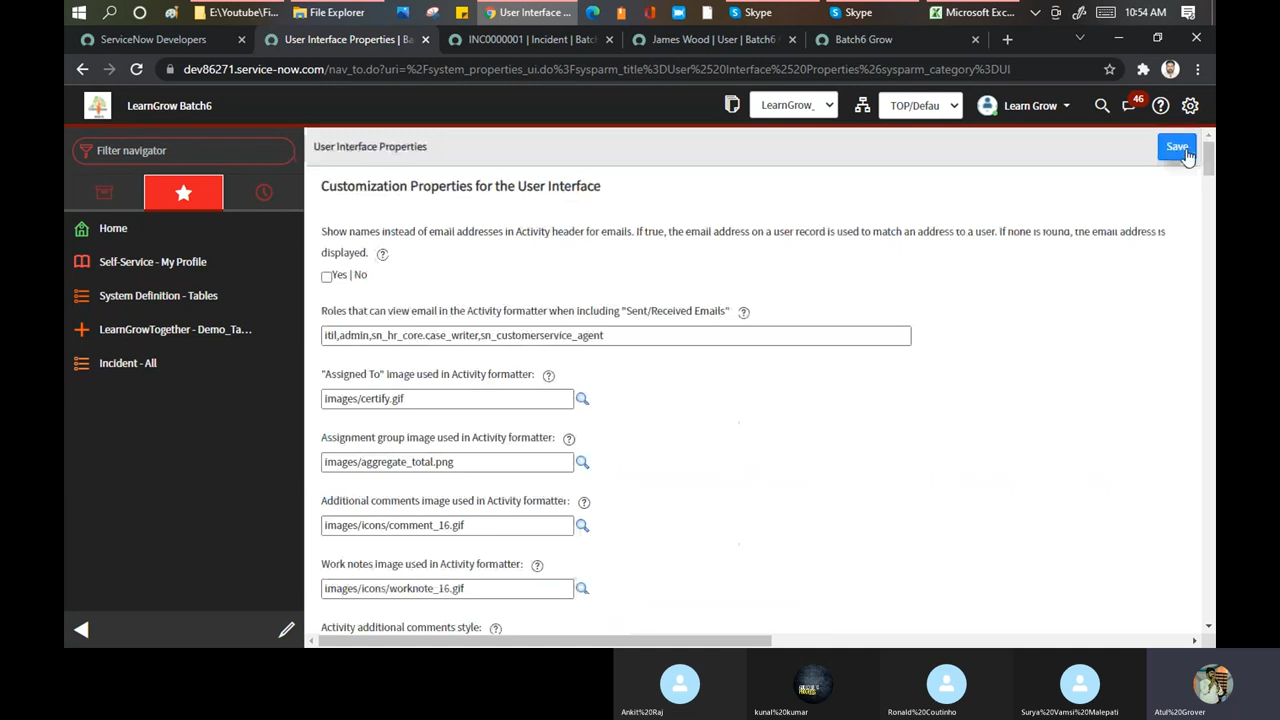 E:\Youtube\Fi...
File Explorer
User Interface ...
Skype
Skype
Microsoft Exc...
10:54 AM
ServiceNow Developers
User Interface Properties | Ba
INC0000001 | Incident | Batch
James Wood | User | Batch6
Batch6 Grow
dev86271.service-now.com/nav_to.do?uri=%2Fsystem_properties_ui.do%3Fsysparm_title%3DUser%2520Interface%2520Properties%26sysparm_category%3DUI
LearnGrow Batch6
LearnGrow_
TOP/Defau
Learn Grow
46
Filter navigator
User Interface Properties
Save
Customization Properties for the User Interface
Home
Show names instead of email addresses in Activity header for emails. If true, the email address on a user record is used to match an address to a user. If none is found, the email address is
displayed.
Self-Service - My Profile
Yes | No
System Definition - Tables
Roles that can view email in the Activity formatter when including "Sent/Received Emails"
LearnGrowTogether - Demo_Ta...
itil,admin,sn_hr_core.case_writer,sn_customerservice_agent
Incident - All
"Assigned To" image used in Activity formatter:
images/certify.gif
Assignment group image used in Activity formatter:
images/aggregate_total.png
Additional comments image used in Activity formatter:
images/icons/comment_16.gif
Work notes image used in Activity formatter:
images/icons/worknote_16.gif
Activity additional comments style:
Ankit%20Raj
kunal%20kumar
Ronald%20Coutinho
Surya%20Vamsi%20Malepati
Atul%20Grover